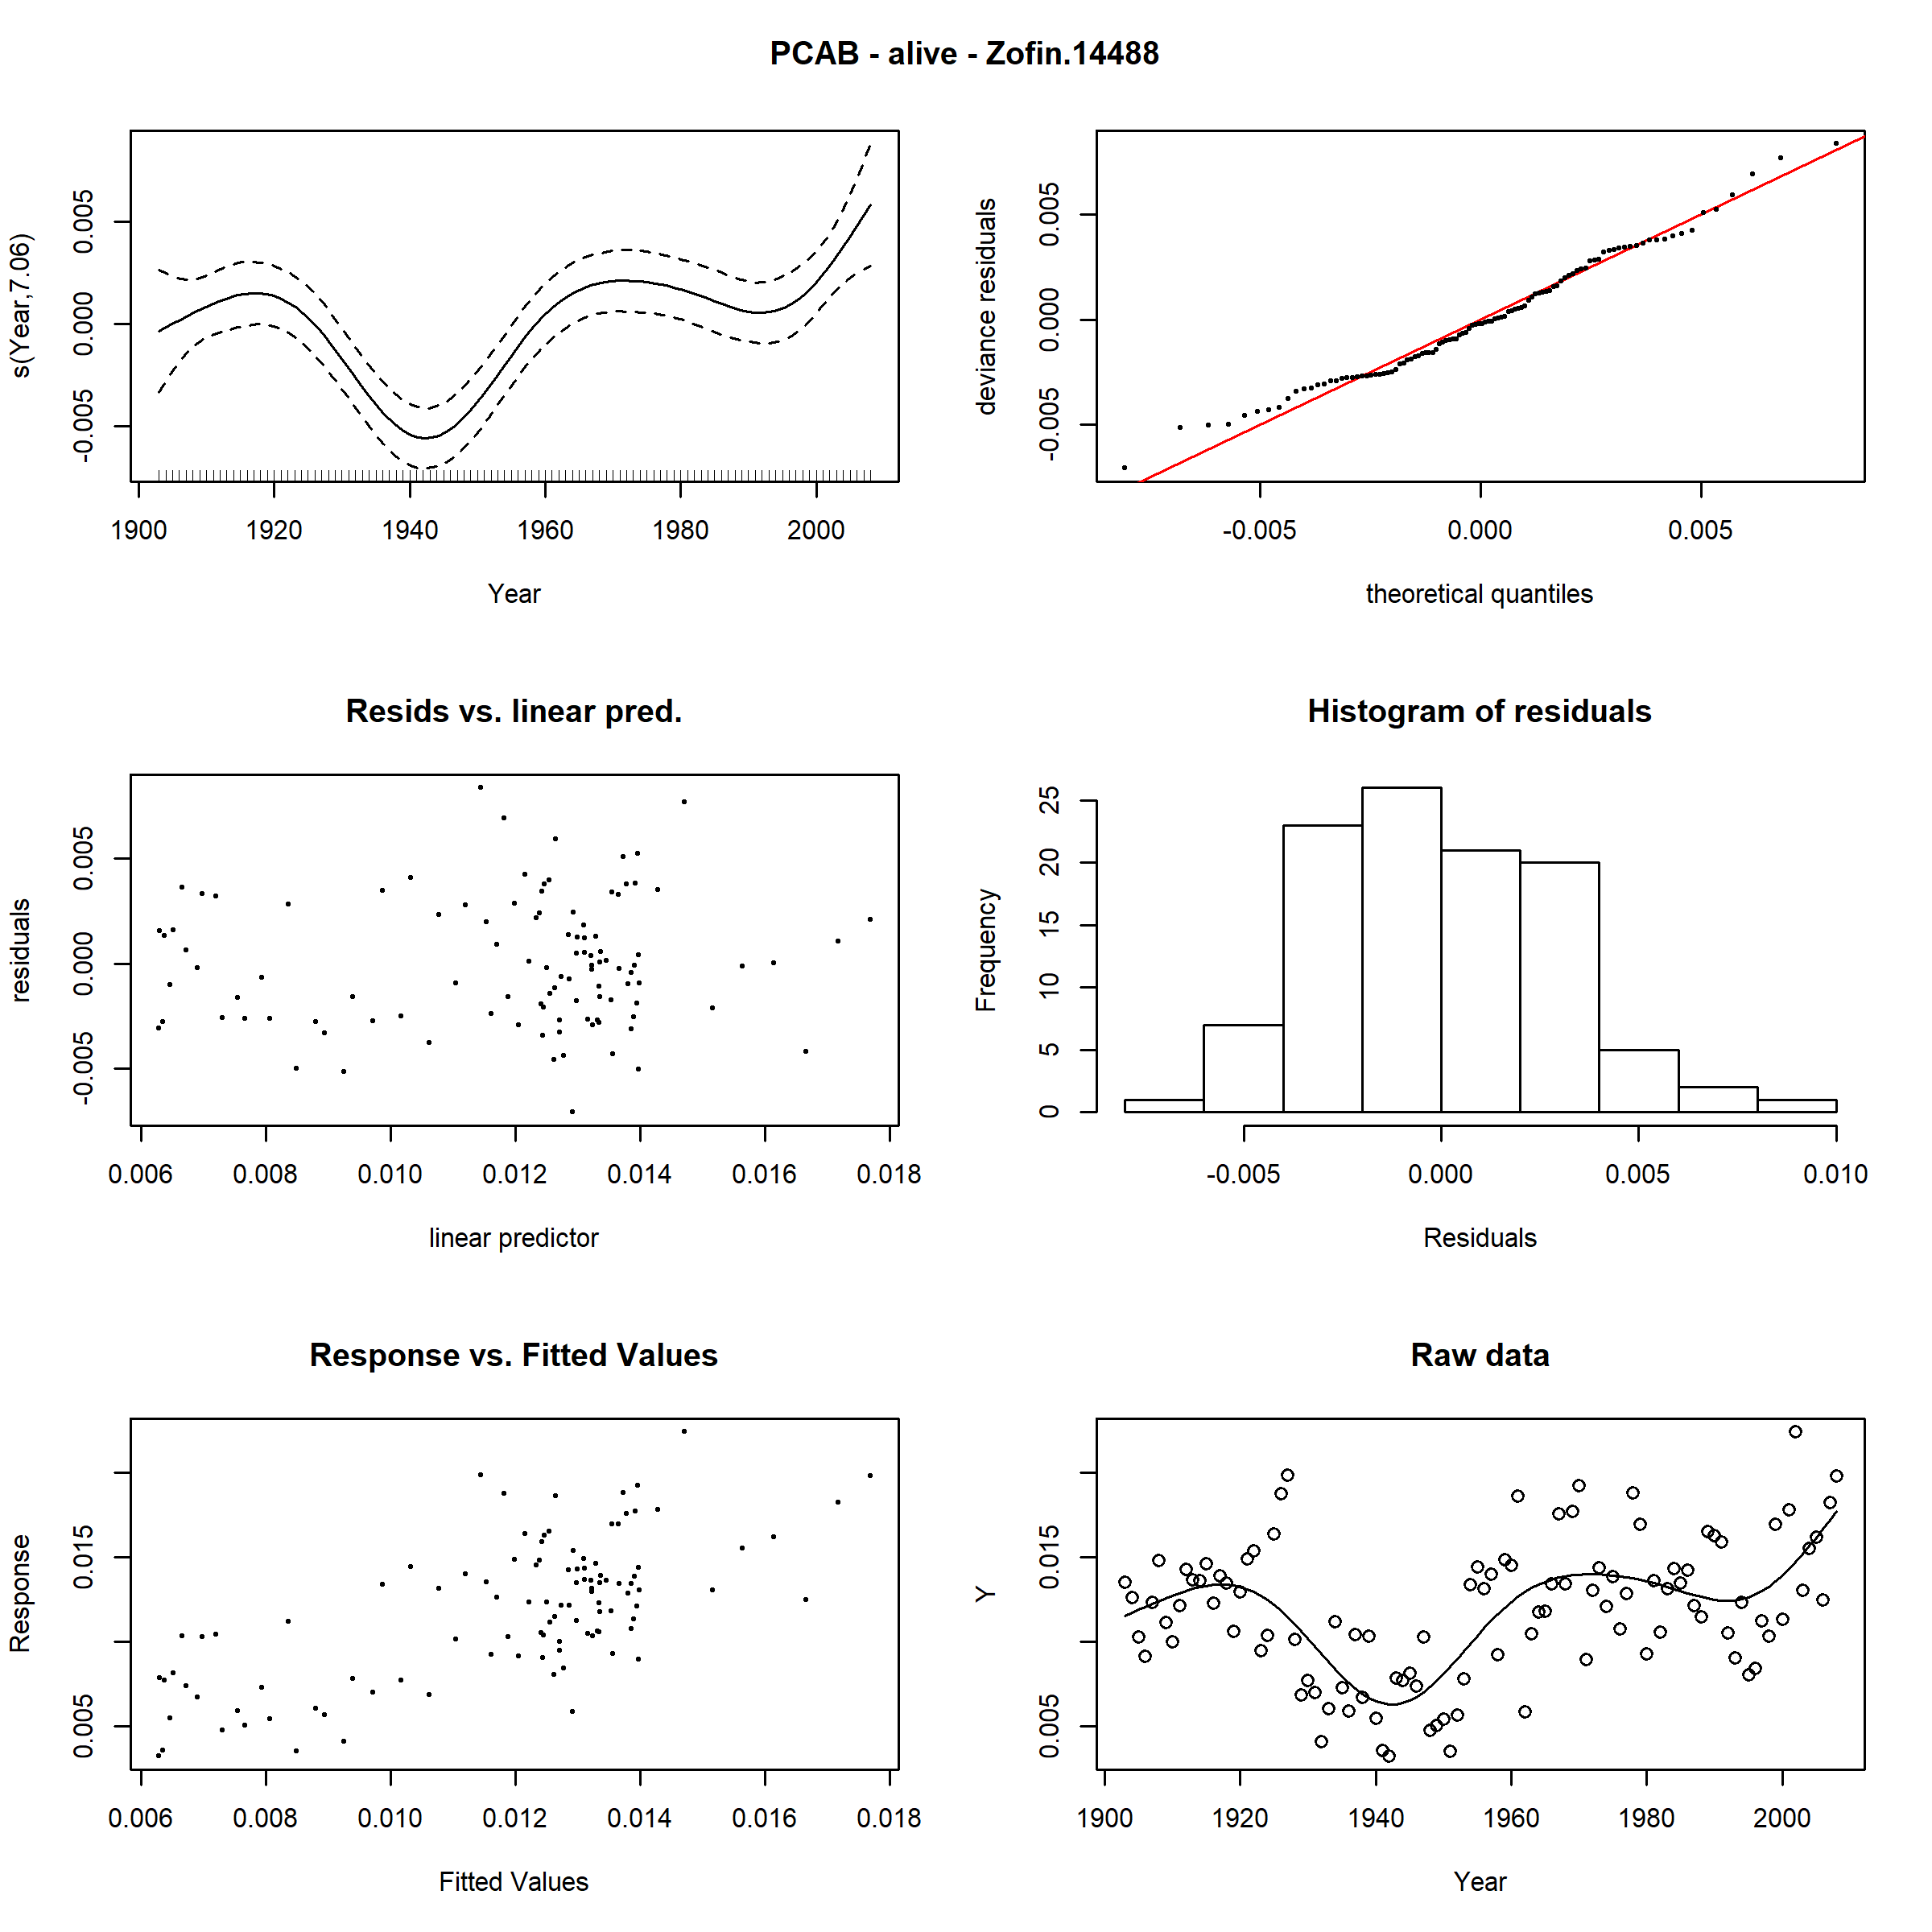 PCAB - alive - Zofin.14488
s(Year,7.06)
0.005
0.000
-0.005
1900 1920 1940 1960 1980 2000
Year
deviance residuals
0.005
0.000
-0.005
-0.005 0.000 0.005
theoretical quantiles
Resids vs. linear pred.
residuals
0.005
0.000
-0.005
0.006 0.008 0.010 0.012 0.014 0.016 0.018
linear predictor
Histogram of residuals
Frequency
25
20
15
10
5
0
-0.005 0.000 0.005 0.010
Residuals
Response vs. Fitted Values
Response
0.015
0.005
0.006 0.008 0.010 0.012 0.014 0.016 0.018
Fitted Values
Raw data
Y
0.015
0.005
1900 1920 1940 1960 1980 2000
Year